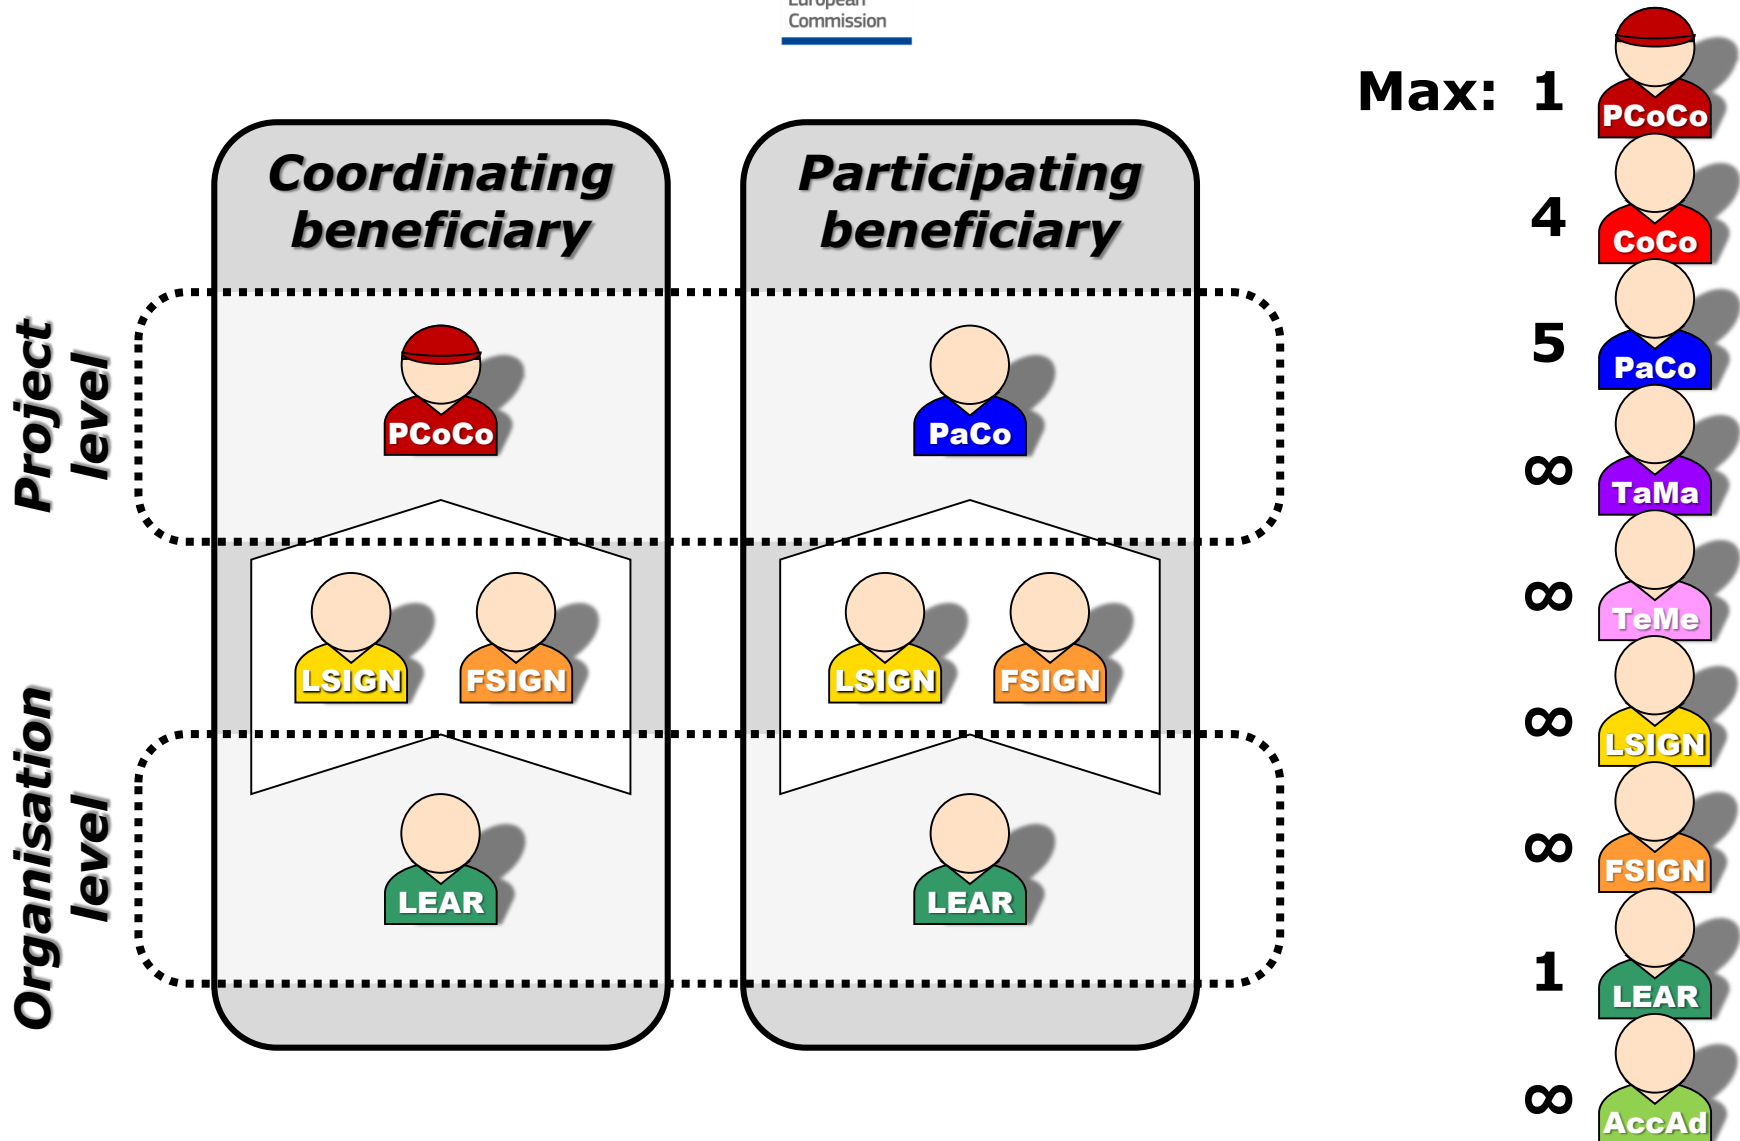 European
Commission
Max: 1
PCoCo
4
CoCo
5
PaCo
∞
TaMa
∞
TeMe
∞
LSIGN
∞
FSIGN
1
LEAR
∞
AccAd
Coordinating
beneficiary
Participating
beneficiary
Project
level
PCoCo
PaCo
LSIGN
FSIGN
LSIGN
FSIGN
Organisation
level
LEAR
LEAR